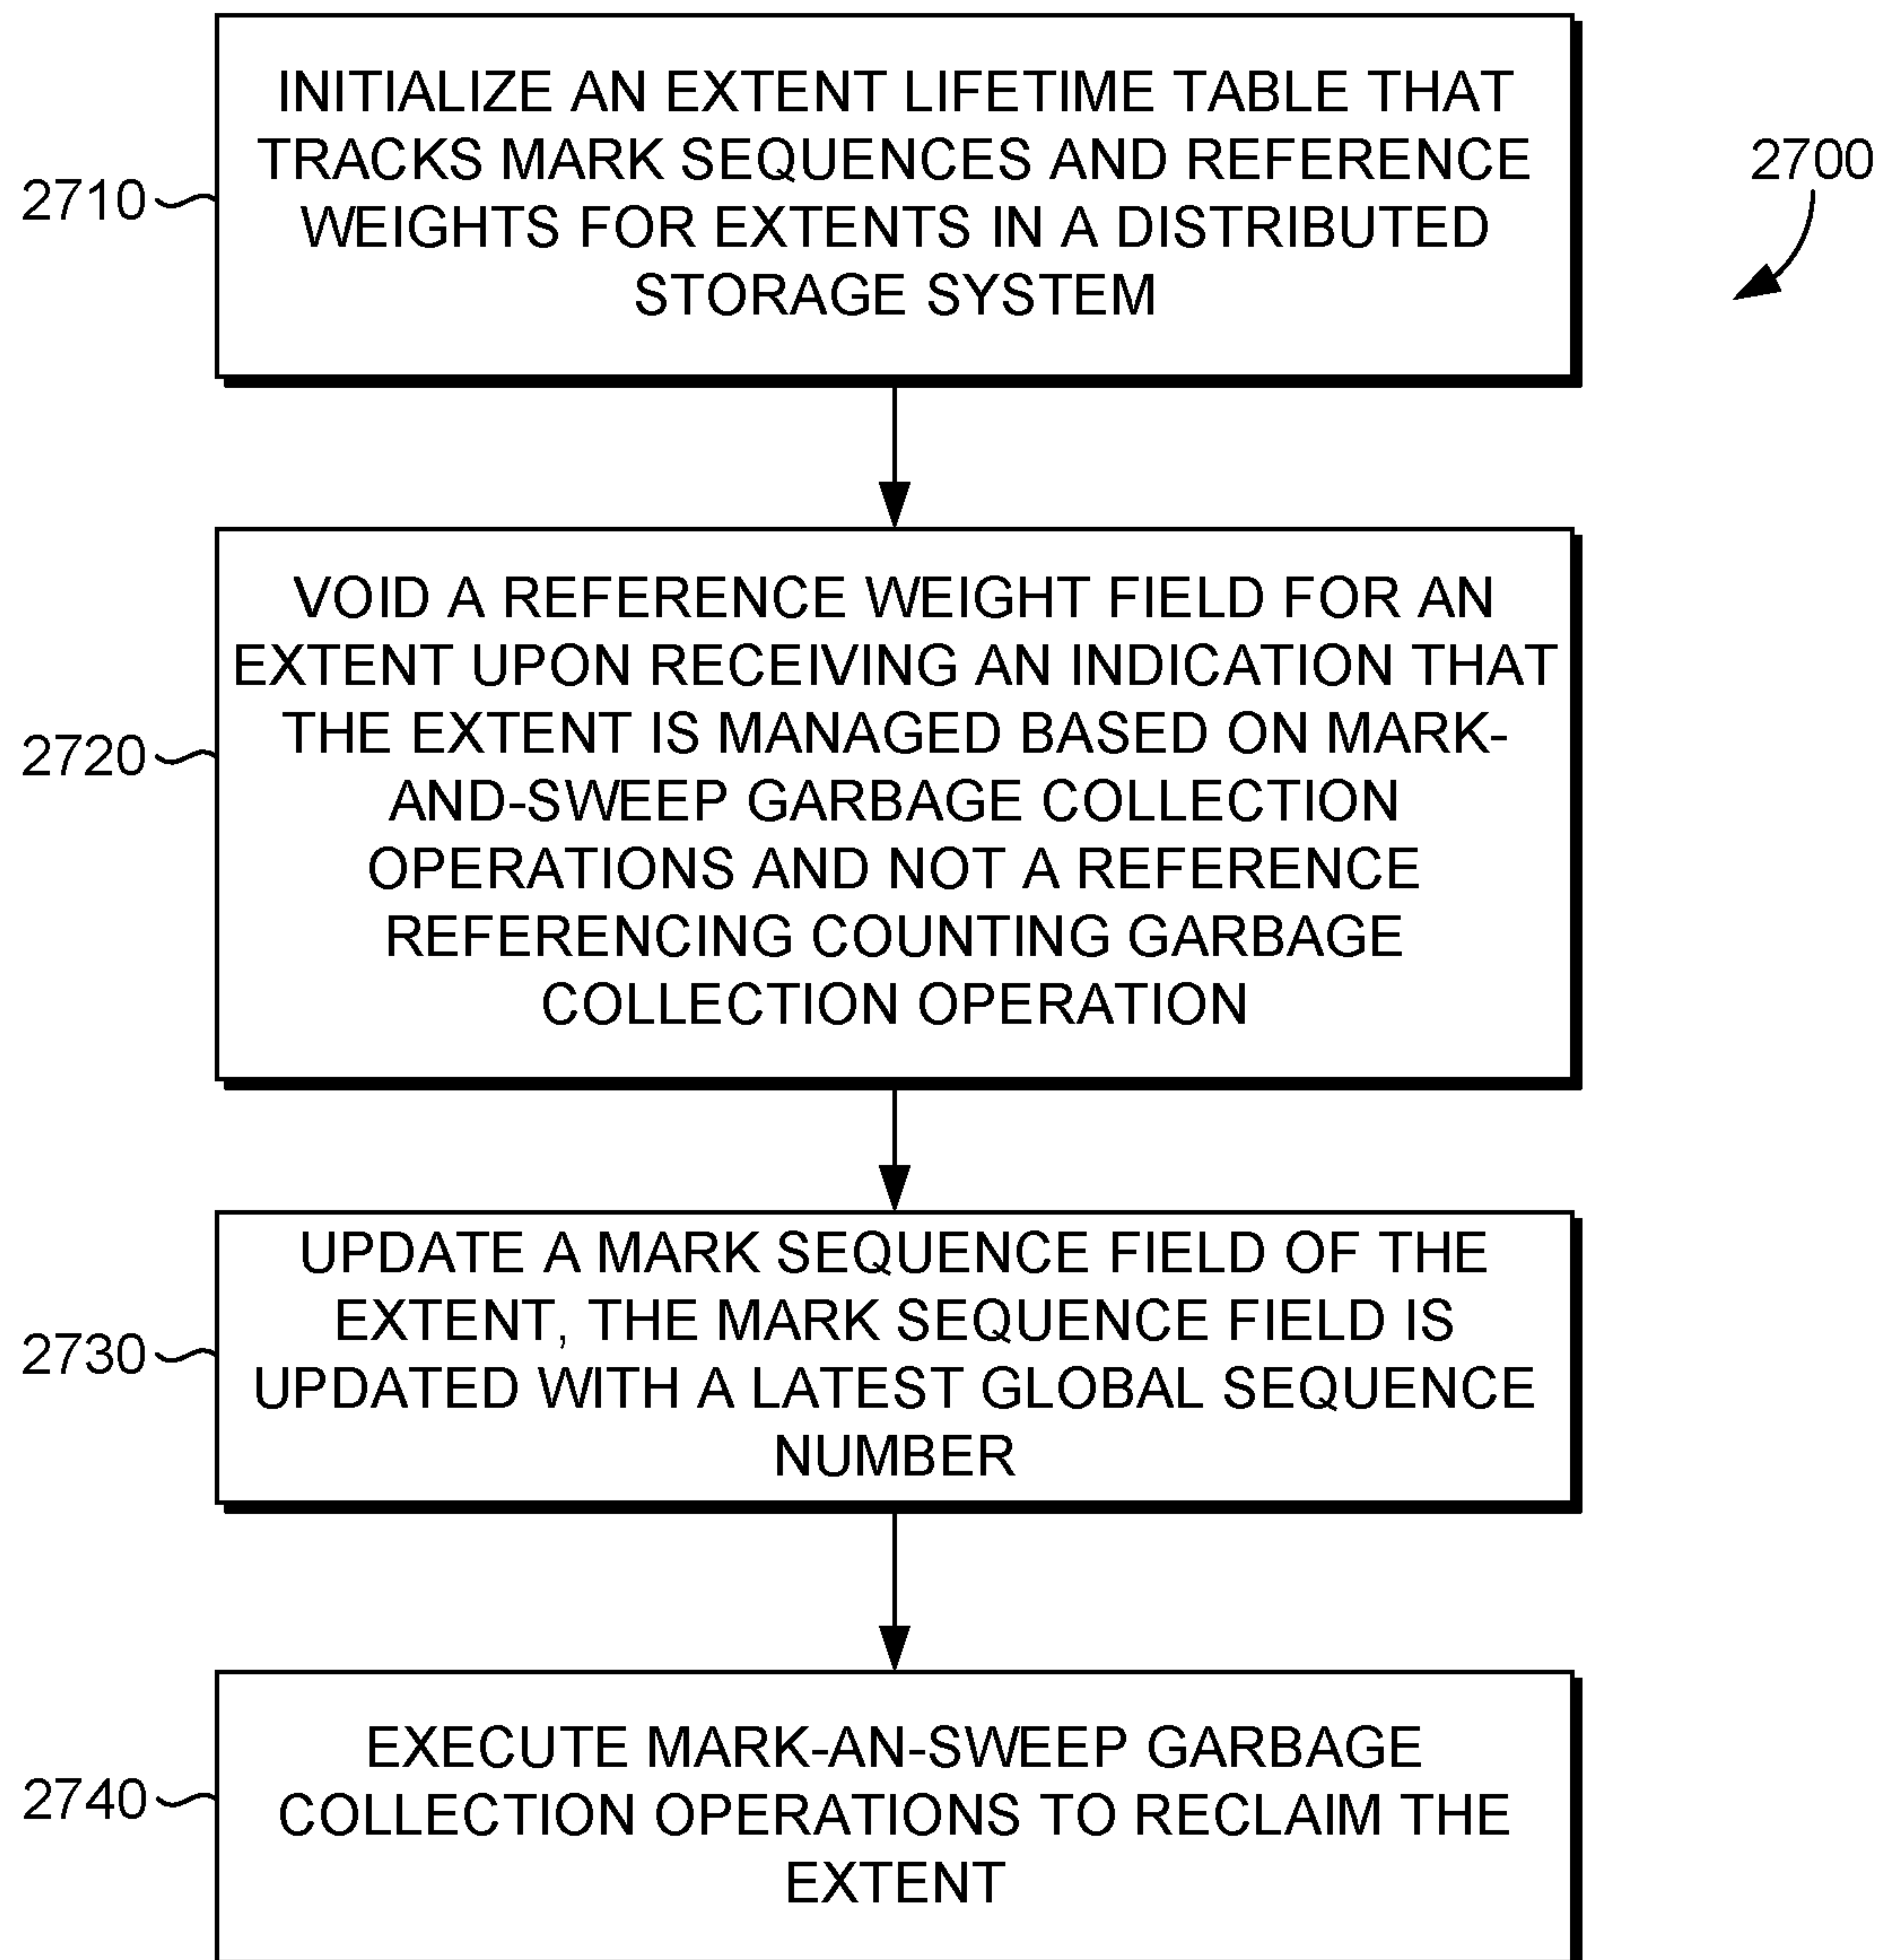 INITIALIZE AN EXTENT LIFETIME TABLE THAT
TRACKS MARK SEQUENCES AND REFERENCE
WEIGHTS FOR EXTENTS IN A DISTRIBUTED
STORAGE SYSTEM
2710
2700
VOID A REFERENCE WEIGHT FIELD FOR AN
EXTENT UPON RECEIVING AN INDICATION THAT
THE EXTENT IS MANAGED BASED ON MARK-
AND-SWEEP GARBAGE COLLECTION
OPERATIONS AND NOT A REFERENCE
REFERENCING COUNTING GARBAGE
COLLECTION OPERATION
2720
UPDATE A MARK SEQUENCE FIELD OF THE
EXTENT, THE MARK SEQUENCE FIELD IS
UPDATED WITH A LATEST GLOBAL SEQUENCE
NUMBER
2730
EXECUTE MARK-AN-SWEEP GARBAGE
COLLECTION OPERATIONS TO RECLAIM THE
EXTENT
2740